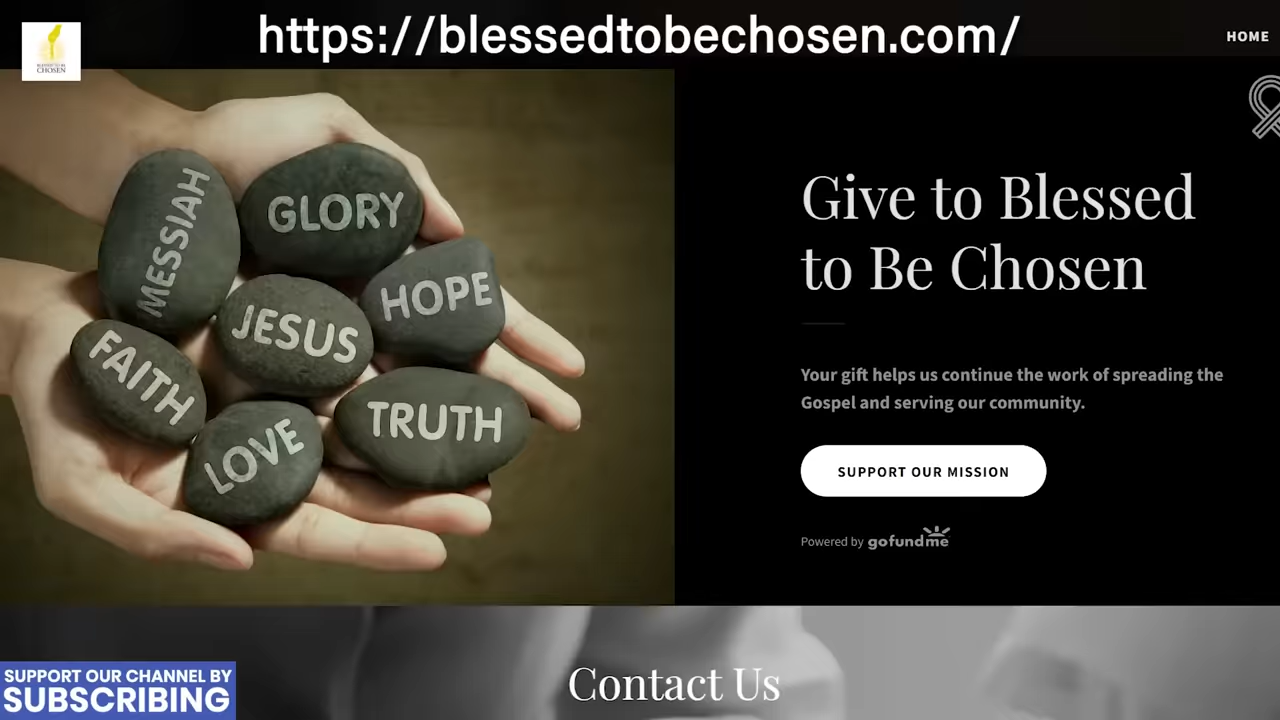 https://blessedtobechosen.com/
HOME
CHOSEN
MESSIAH
GLORY
HOPE
JESUS
FAITH
TRUTH
LOVE
Give to Blessed
to Be Chosen
Your gift helps us continue the work of spreading the
Gospel and serving our community.
SUPPORT OUR MISSION
Powered by gofundme
Contact Us
SUPPORT OUR CHANNEL BY
SUBSCRIBING